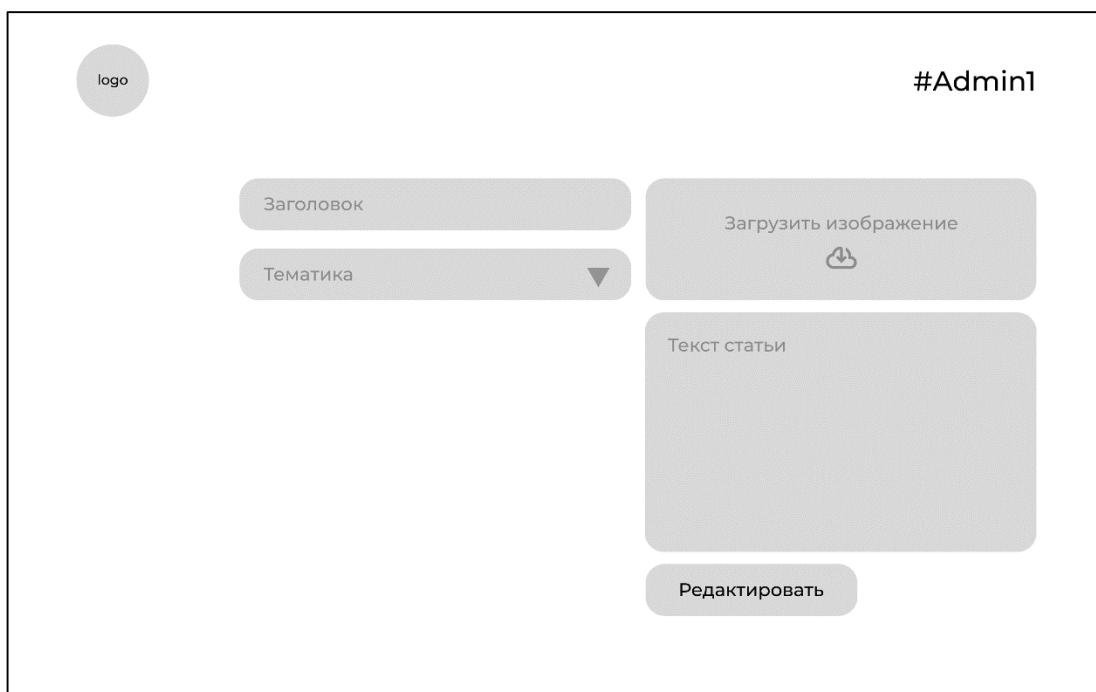 logo
#Admin1
Заголовок
Тематика
Загрузить изображение
Текст статьи
Редактировать